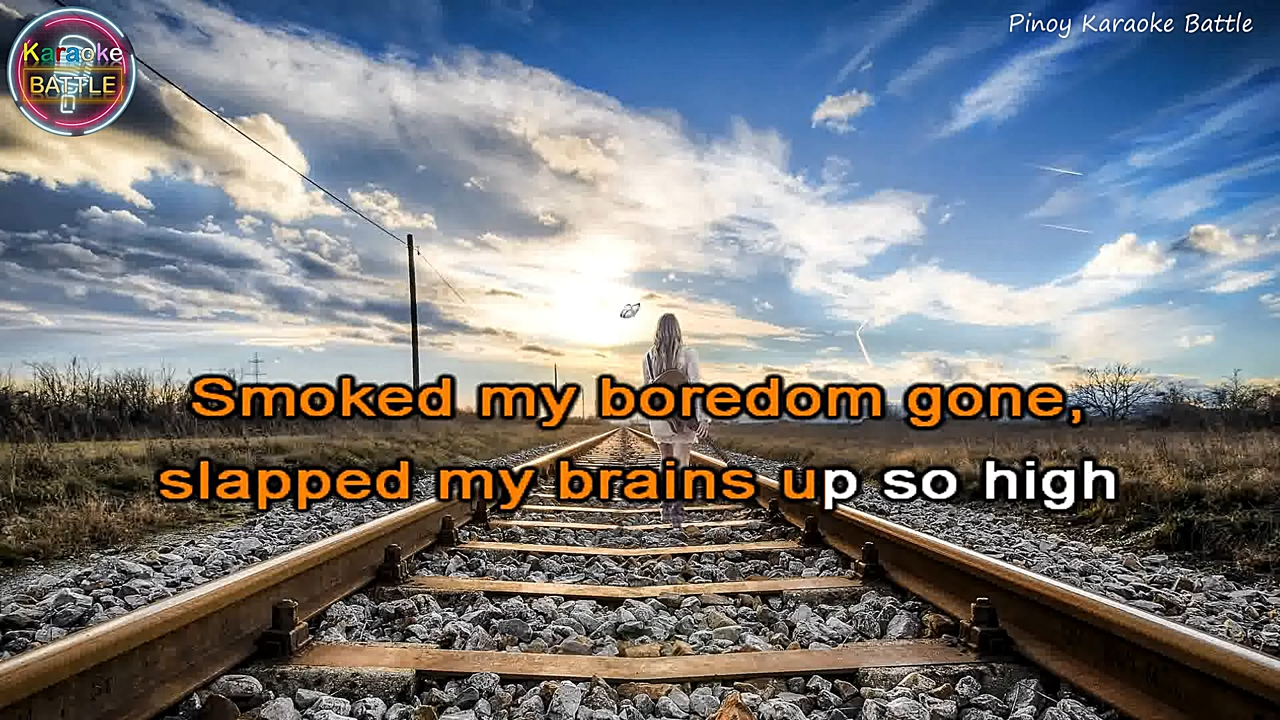 Karaoke
BATTLE
Pinoy Karaoke Battle
Smoked my boredom gone,
slapped my brains up so high